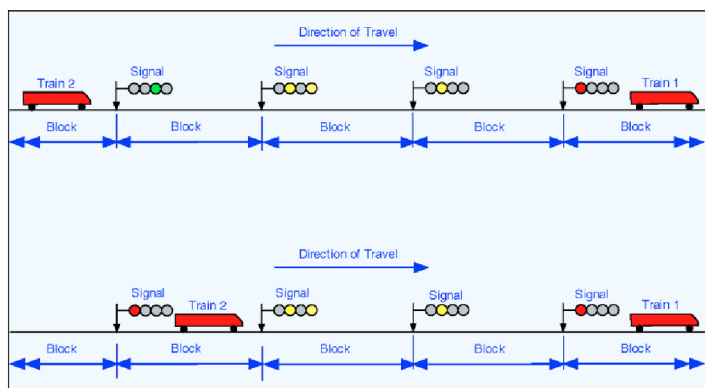 Direction of Travel
Train 2 Signal Signal Signal Signal Train 1
Block Block Block Block Block
Direction of Travel
Signal Train 2 Signal Signal Signal Train 1
Block Block Block Block Block